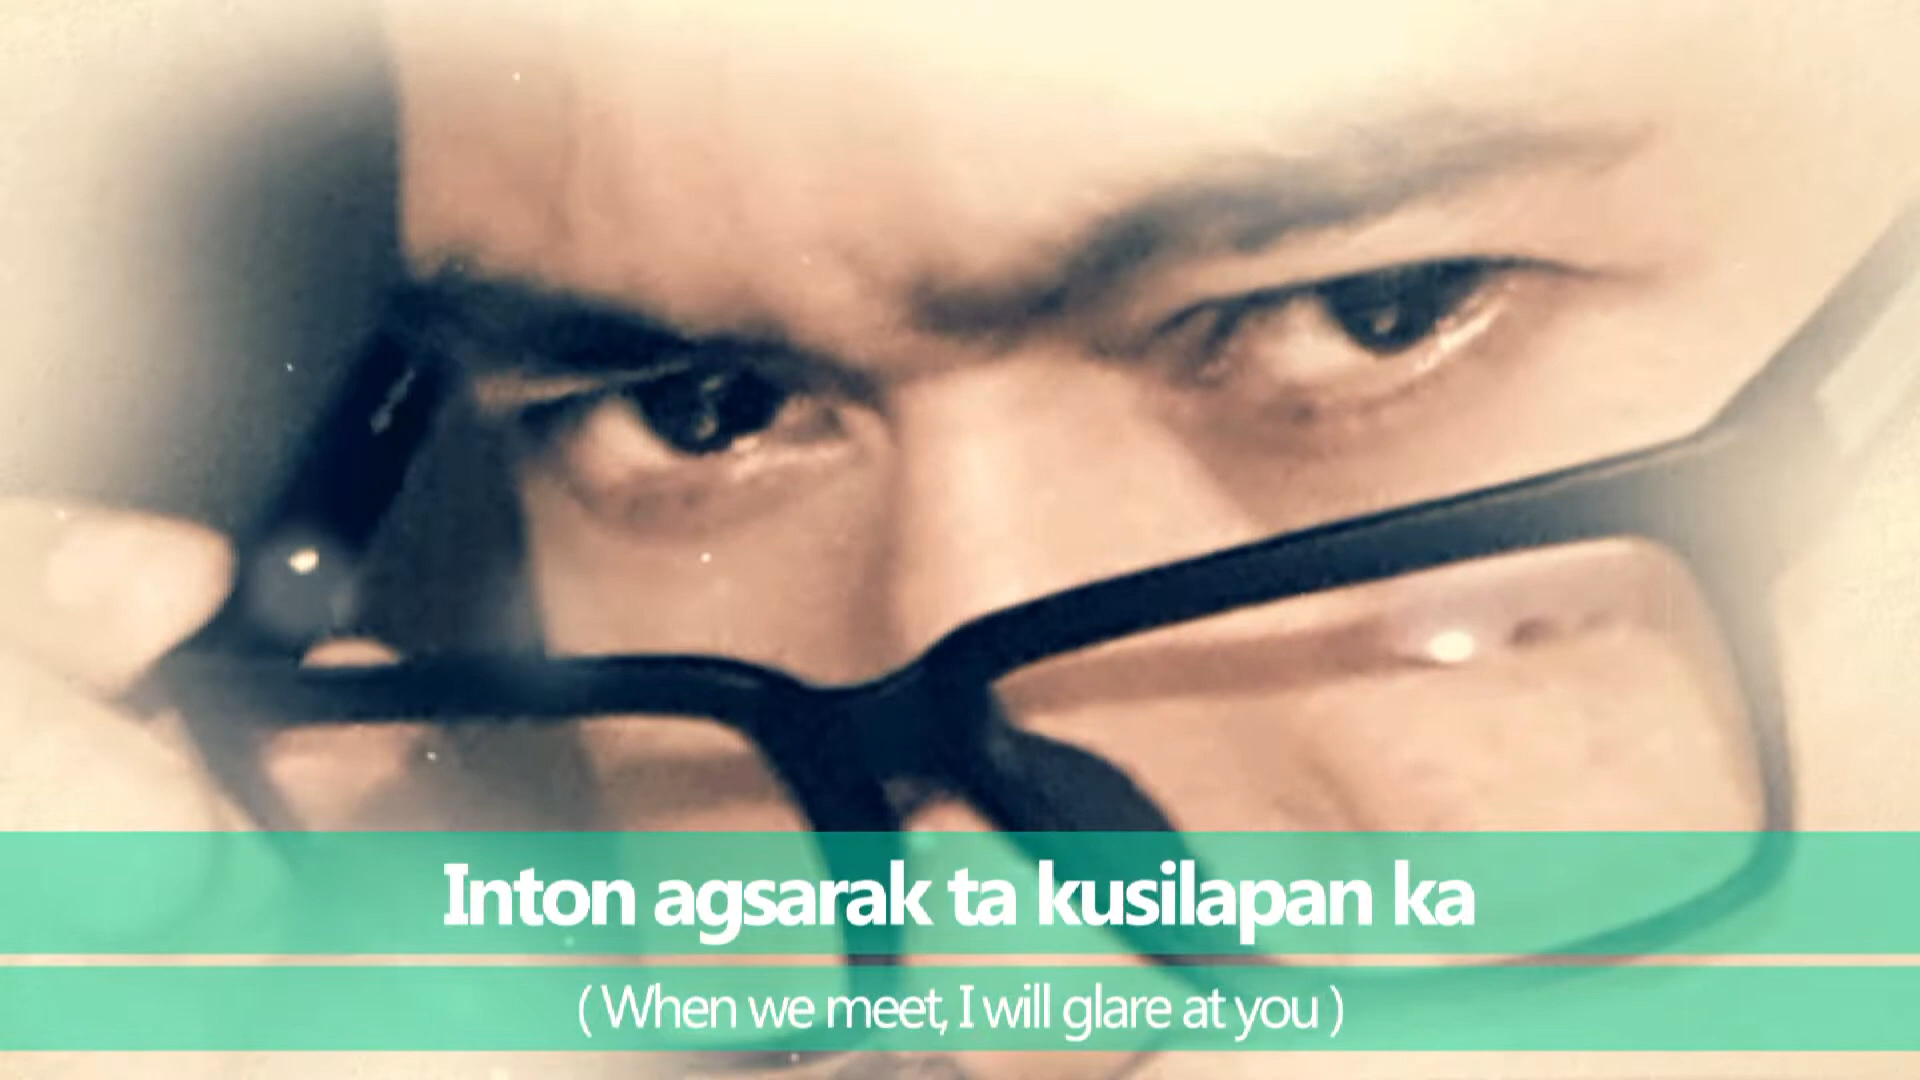 Inton agsarak ta kusilapan ka
( When we meet, I will glare at you )